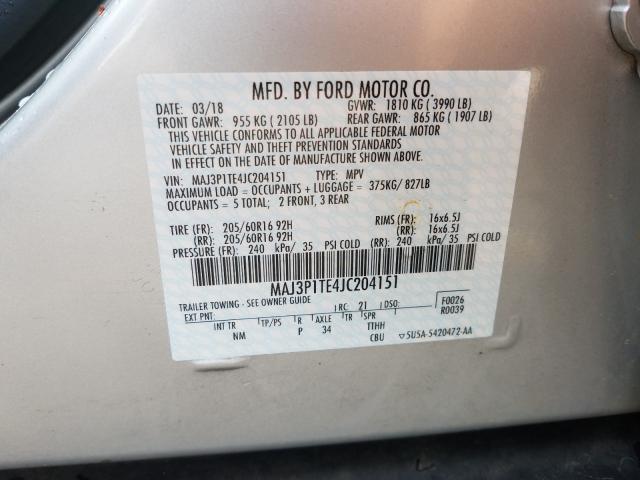 MFD. BY FORD MOTOR CO.
DATE: 03/18 GVWR: 1810 KG ( 3990 LB)
FRONT GAWR: 955 KG ( 2105 LB) REAR GAWR: 865 KG ( 1907 LB)
THIS VEHICLE CONFORMS TO ALL APPLICABLE FEDERAL MOTOR
VEHICLE SAFETY AND THEFT PREVENTION STANDARDS
IN EFFECT ON THE DATE OF MANUFACTURE SHOWN ABOVE.
VIN: MAJ3P1TE4JC204151 TYPE: MPV
MAXIMUM LOAD = OCCUPANTS + LUGGAGE = 375KG/ 827LB
OCCUPANTS = 5 TOTAL; 2 FRONT, 3 REAR
TIRE (FR): 205/60R16 92H RIMS (FR): 16x6.5J
(RR): 205/60R16 92H (RR): 16x6.5J
PRESSURE (FR): 240 kPa/ 35 PSI COLD (RR): 240 kPa/ 35 PSI COLD
MAJ3P1TE4JC204151
TRAILER TOWING - SEE OWNER GUIDE
EXT PNT: RC: 21 DSO: F0026
R0039
INT TR TP/PS R AXLE TR SPR
NM P 34 TTHH
CBU 5U5A-5420472-AA